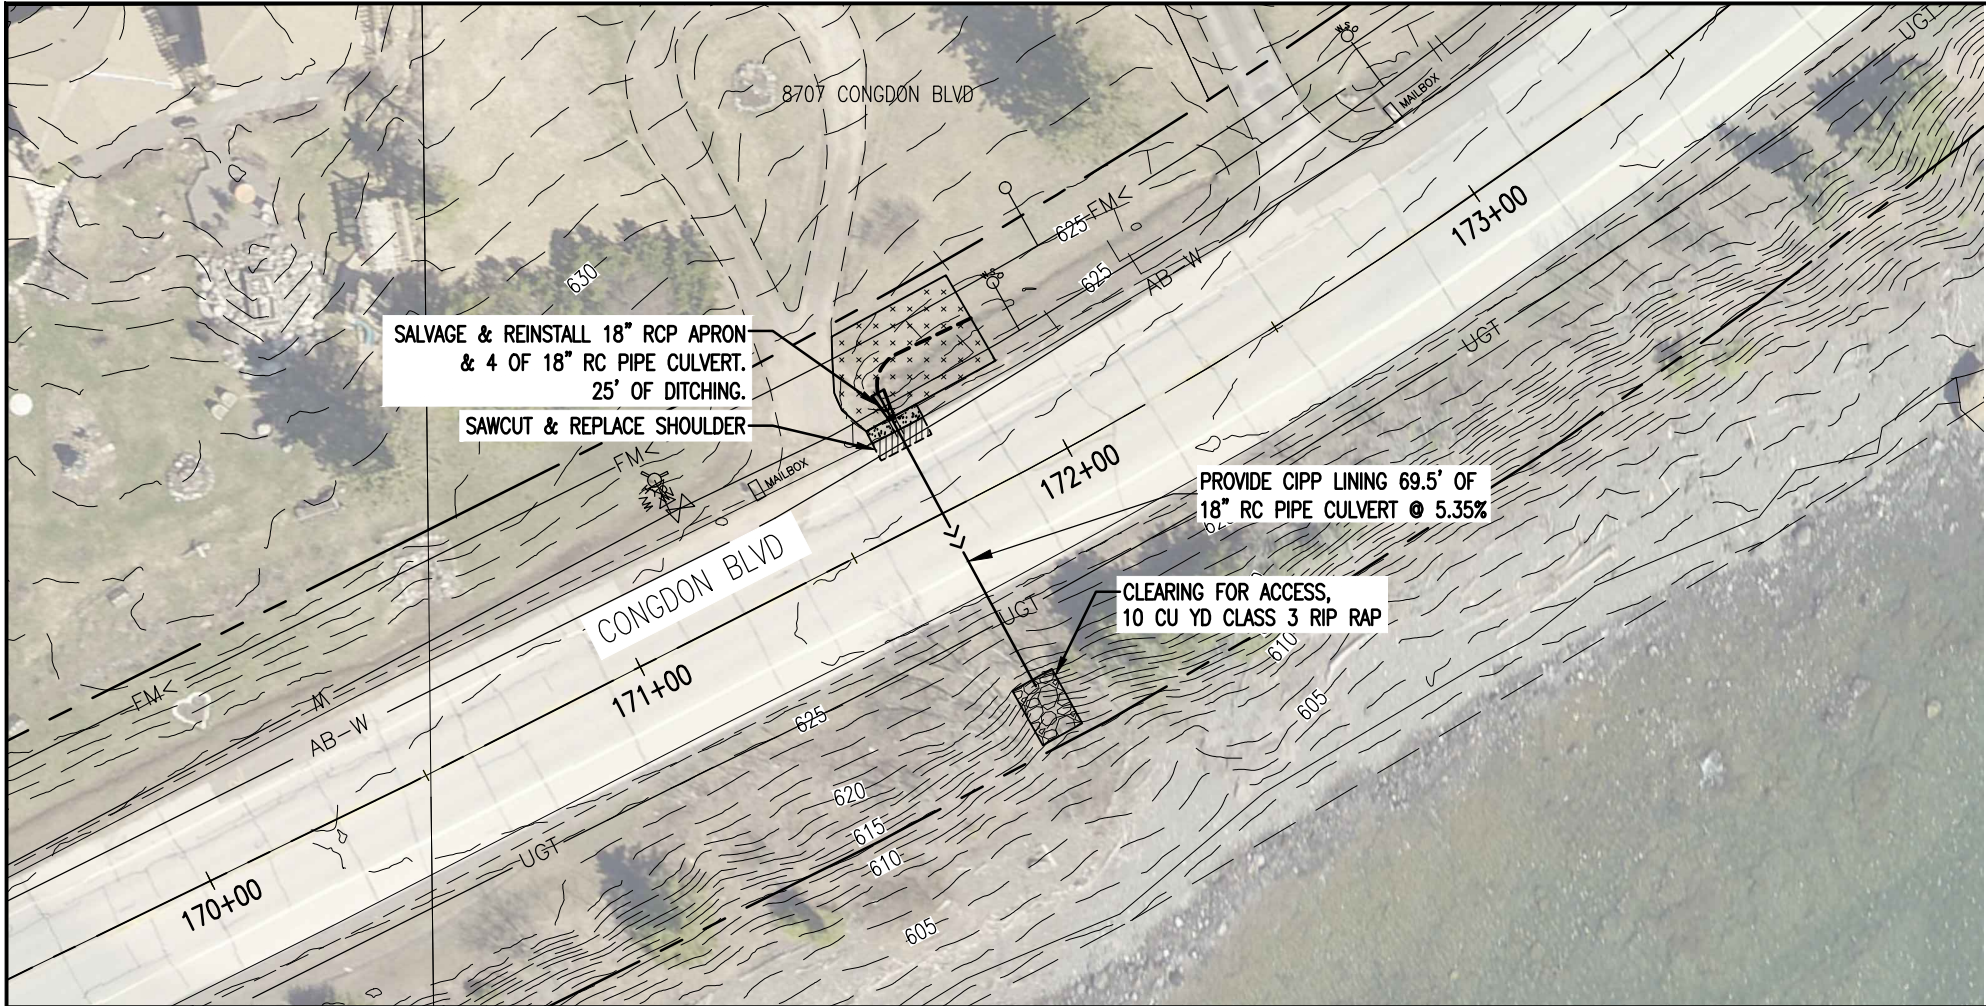 8707 CONGDON BLVD
MAILBOX
UGT
173+00
625
FM<
625
AB W
630
UGT
SALVAGE & REINSTALL 18" RCP APRON
& 4 OF 18" RC PIPE CULVERT.
25' OF DITCHING.
SAWCUT & REPLACE SHOULDER
FM<
MAILBOX
172+00
PROVIDE CIPP LINING 69.5' OF
18" RC PIPE CULVERT @ 5.35%
CONGDON BLVD
UGT
CLEARING FOR ACCESS,
10 CU YD CLASS 3 RIP RAP
610
171+00
FM<
AB-W
625
605
620
615
610
UGT
170+00
605